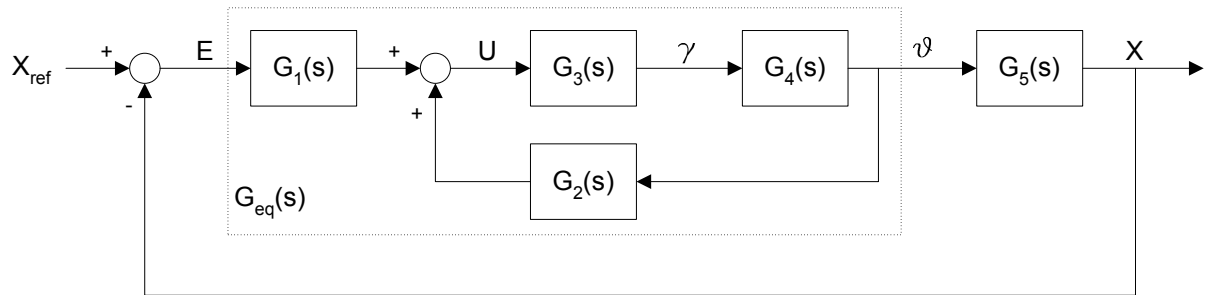 X_ref
+
-
E
G_1(s)
+
+
U
G_3(s)
γ
G_4(s)
ϑ
G_5(s)
X
G_2(s)
G_eq(s)